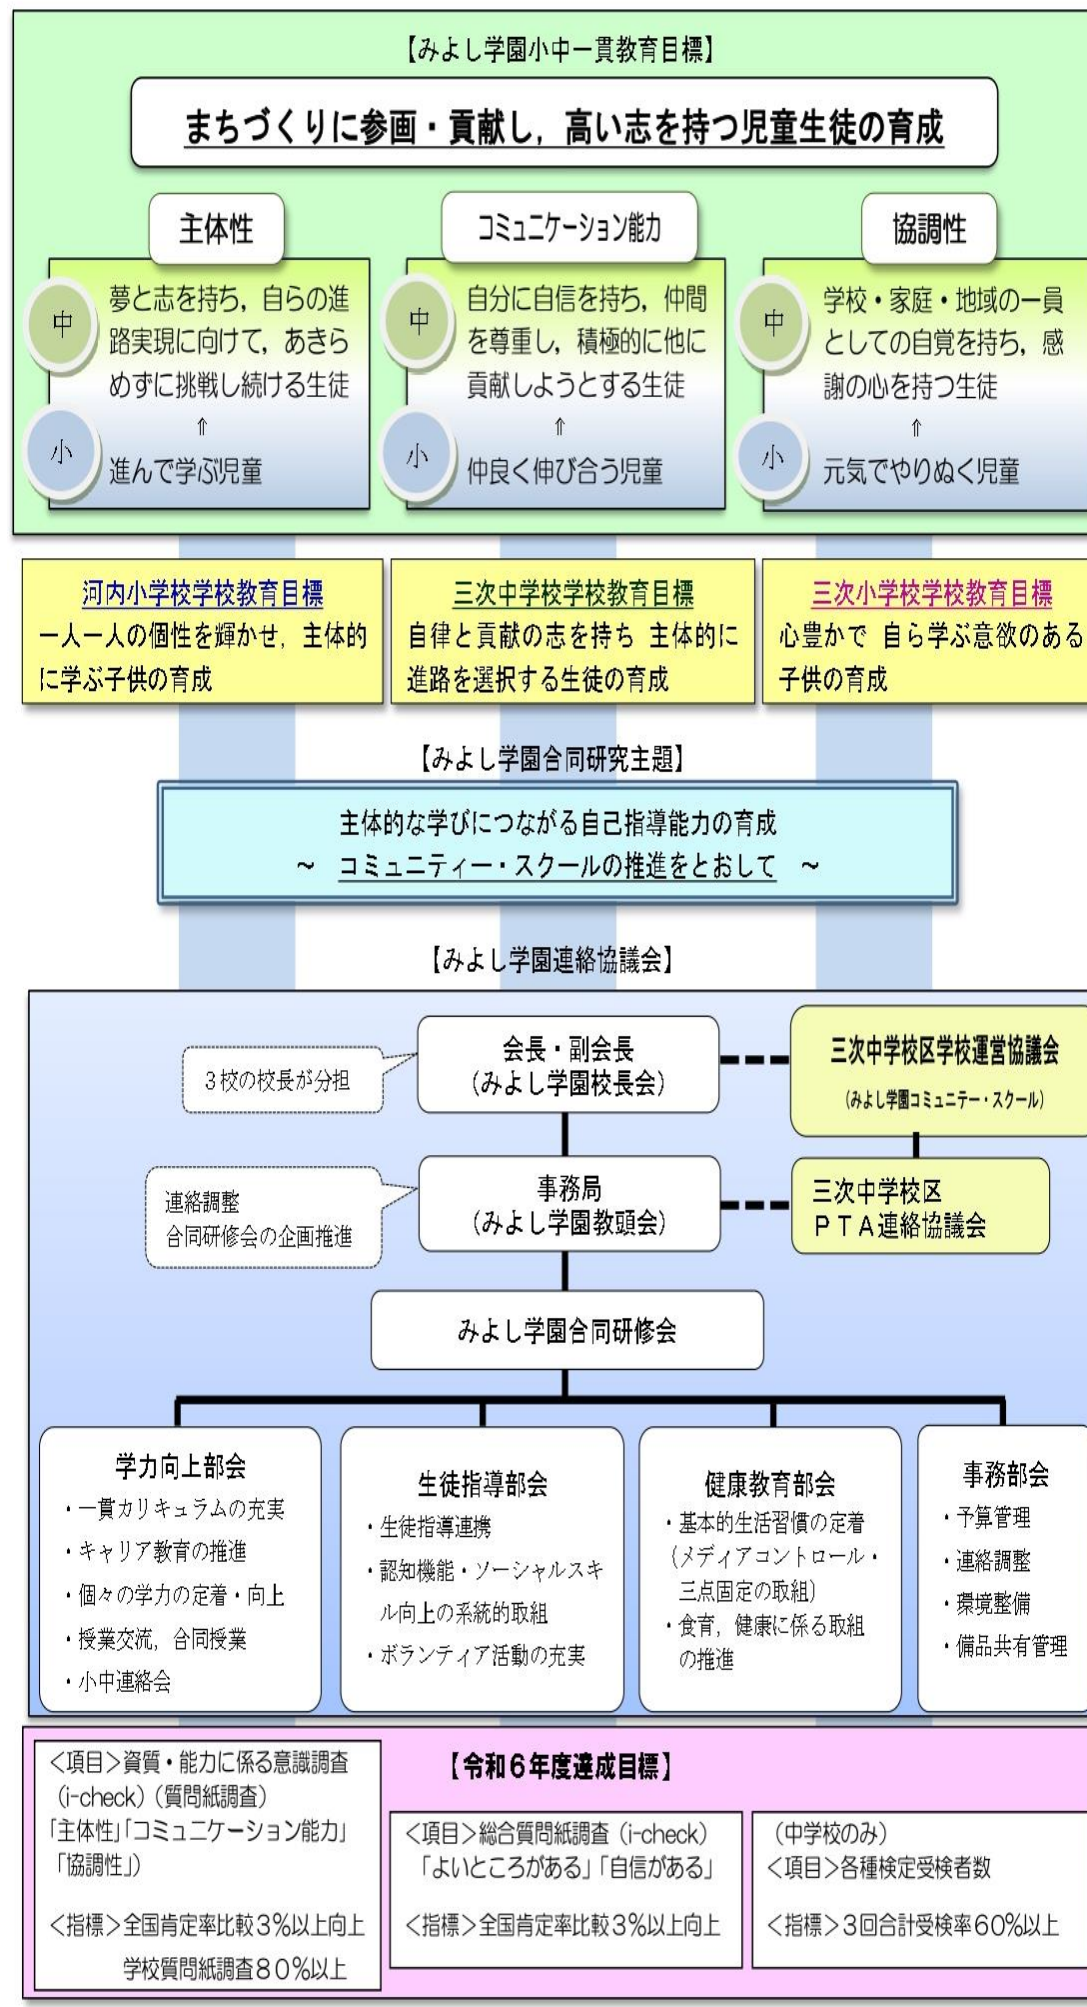 【みよし学園小中一貫教育目標】
まちづくりに参画・貢献し，高い志を持つ児童生徒の育成
主体性
中
夢と志を持ち，自らの進
路実現に向けて，あきら
めずに挑戦し続ける生徒
⇑
小
進んで学ぶ児童
コミュニケーション能力
中
自分に自信を持ち，仲間
を尊重し，積極的に他に
貢献しようとする生徒
⇑
小
仲良く伸び合う児童
協調性
中
学校・家庭・地域の一員
としての自覚を持ち，感
謝の心を持つ生徒
⇑
小
元気でやりぬく児童
河内小学校学校教育目標
一人一人の個性を輝かせ，主体的
に学ぶ子供の育成
三次中学校学校教育目標
自律と貢献の志を持ち 主体的に
進路を選択する生徒の育成
三次小学校学校教育目標
心豊かで 自ら学ぶ意欲のある
子供の育成
【みよし学園合同研究主題】
主体的な学びにつながる自己指導能力の育成
～ コミュニティー・スクールの推進をとおして ～
【みよし学園連絡協議会】
３校の校長が分担
会長・副会長
（みよし学園校長会）
三次中学校区学校運営協議会
（みよし学園コミュニテー・スクール）
連絡調整
合同研修会の企画推進
事務局
（みよし学園教頭会）
三次中学校区
ＰＴＡ連絡協議会
みよし学園合同研修会
学力向上部会
・一貫カリキュラムの充実
・キャリア教育の推進
・個々の学力の定着・向上
・授業交流，合同授業
・小中連絡会
生徒指導部会
・生徒指導連携
・認知機能・ソーシャルスキ
ル向上の系統的取組
・ボランティア活動の充実
健康教育部会
・基本的生活習慣の定着
（メディアコントロール・
三点固定の取組）
・食育，健康に係る取組
の推進
事務部会
・予算管理
・連絡調整
・環境整備
・備品共有管理
【令和６年度達成目標】
＜項目＞資質・能力に係る意識調査
（i-check）（質問紙調査）
「主体性」「コミュニケーション能力」
「協調性」）
＜指標＞全国肯定率比較３％以上向上
学校質問紙調査８０％以上
＜項目＞総合質問紙調査（i-check）
「よいところがある」「自信がある」
＜指標＞全国肯定率比較３％以上向上
（中学校のみ）
＜項目＞各種検定受検者数
＜指標＞３回合計受検率６０％以上